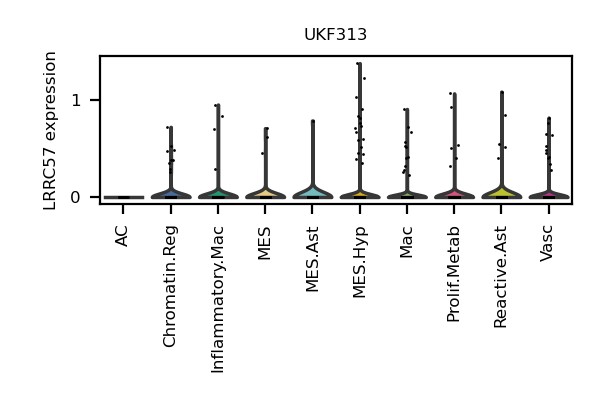 UKF313
LRRC57 expression
1
0
AC
Chromatin.Reg
Inflammatory.Mac
MES
MES.Ast
MES.Hyp
Mac
Prolif.Metab
Reactive.Ast
Vasc